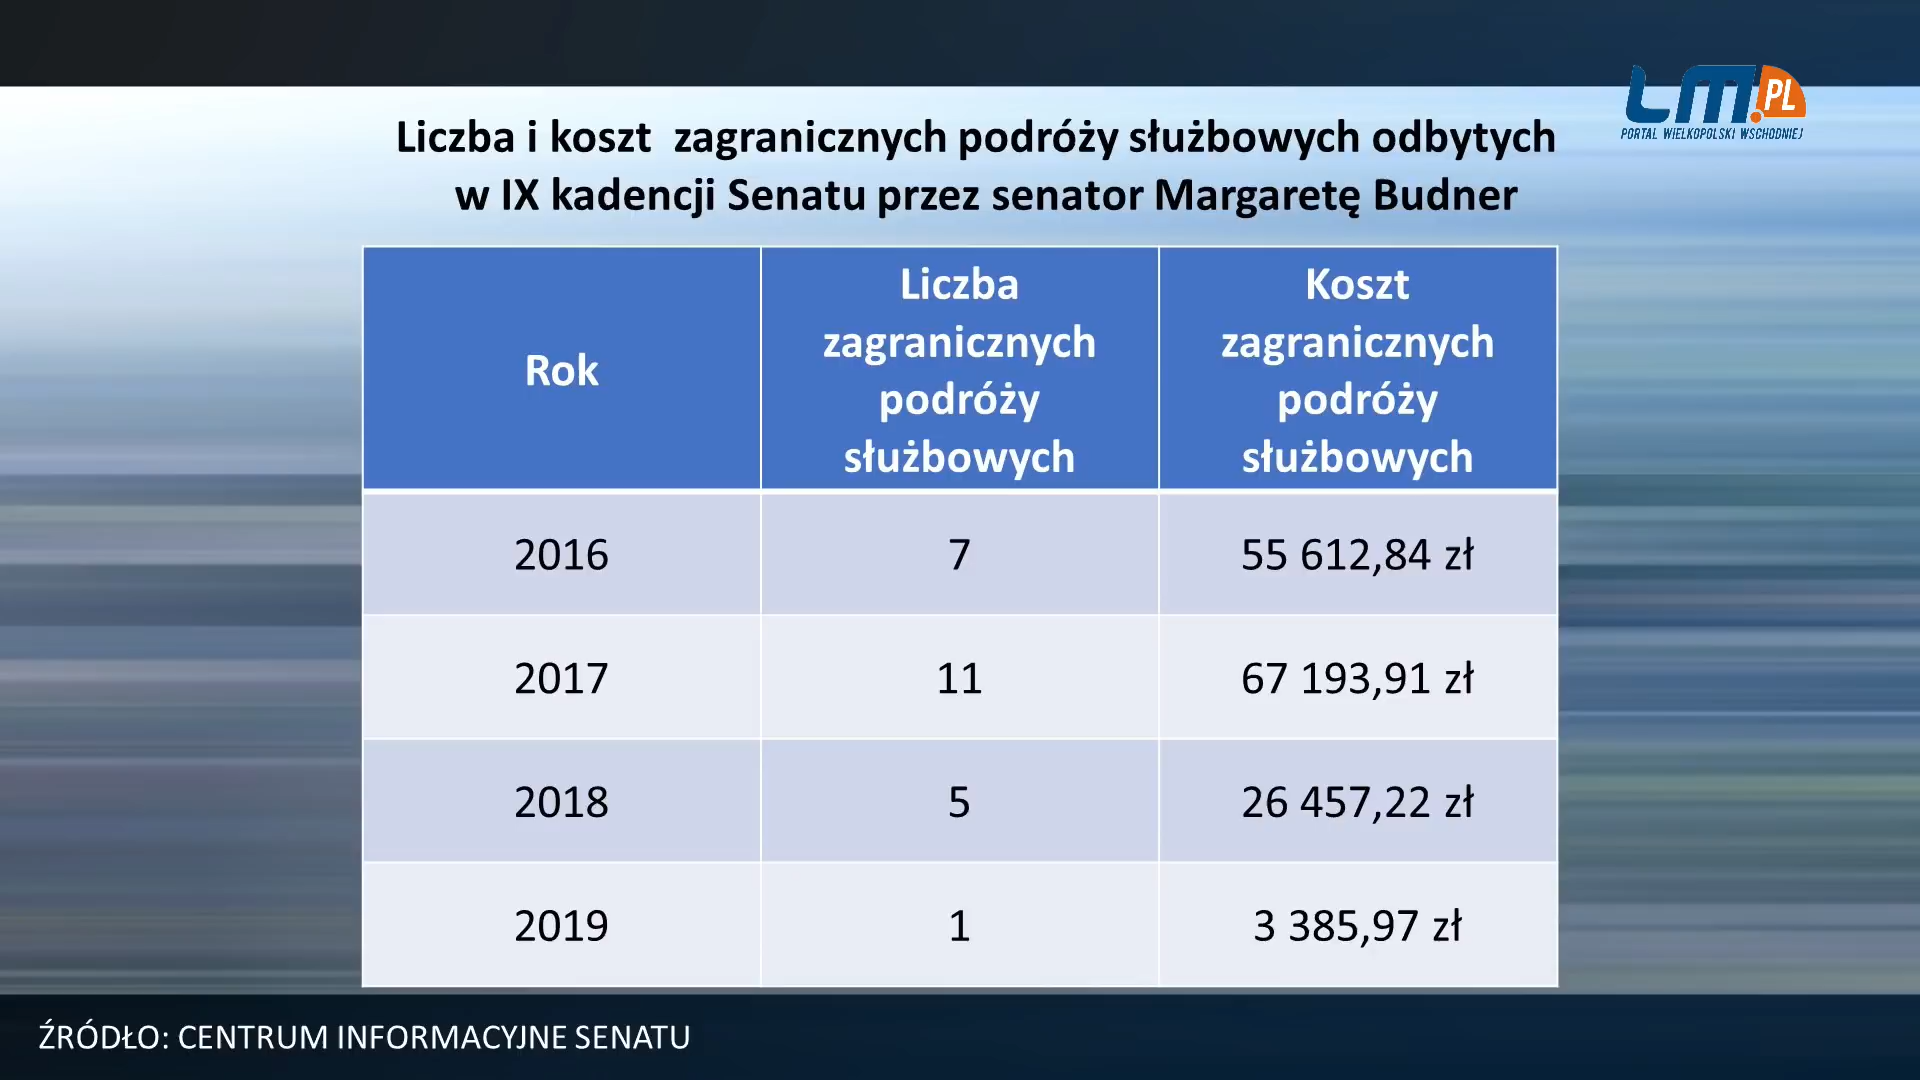 LM.PL
PORTAL WIELKOPOLSKI WSCHODNIEJ
Liczba i koszt zagranicznych podróży służbowych odbytych
w IX kadencji Senatu przez senator Margaretę Budner
Rok
Liczba
zagranicznych
podróży
służbowych
Koszt
zagranicznych
podróży
służbowych
2016 7 55 612,84 zł
2017 11 67 193,91 zł
2018 5 26 457,22 zł
2019 1 3 385,97 zł
ŹRÓDŁO: CENTRUM INFORMACYJNE SENATU